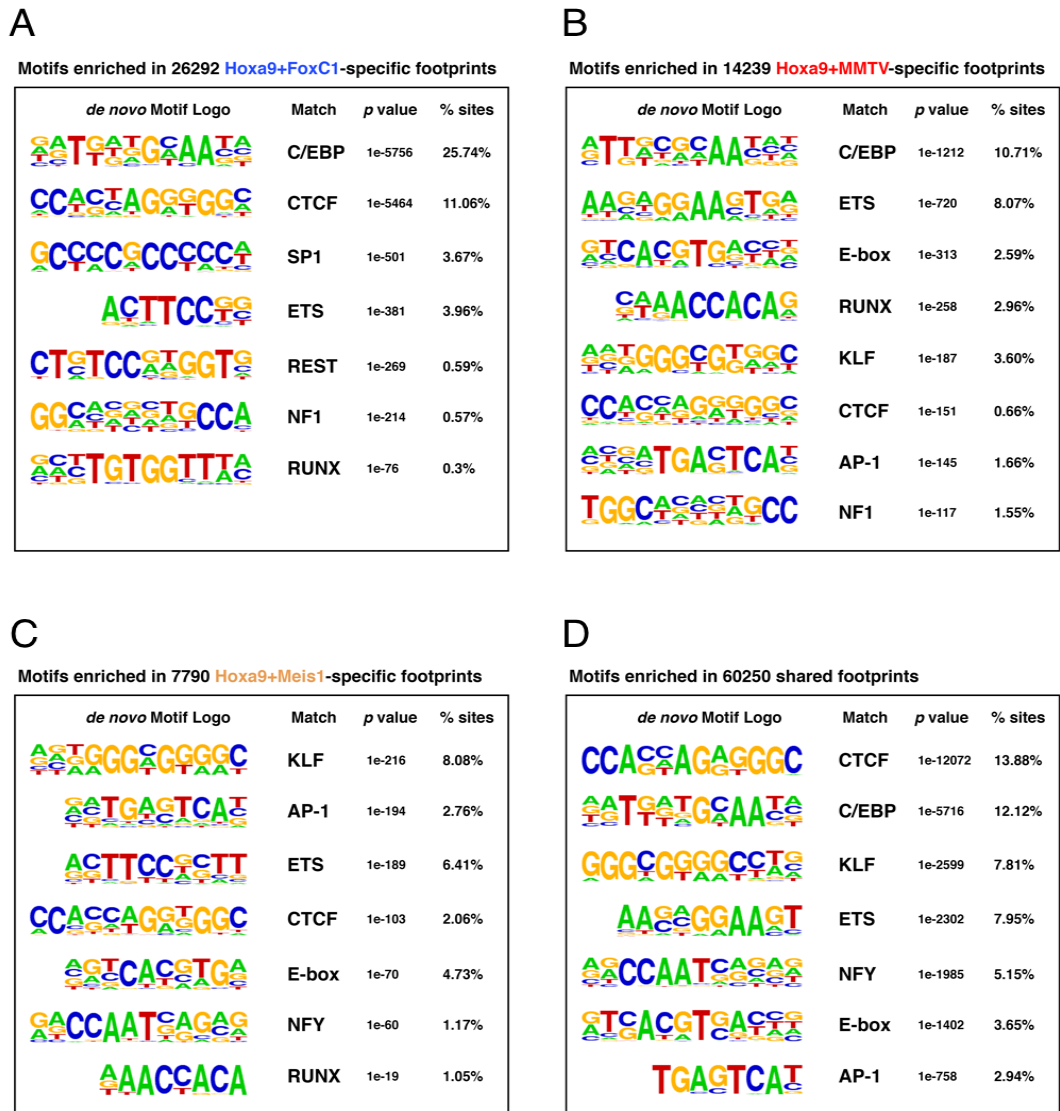 A
Motifs enriched in 26292 Hoxa9+FoxC1-specific footprints
de novo Motif Logo Match p value % sites
C/EBP 1e-5756 25.74%
CTCF 1e-5464 11.06%
SP1 1e-501 3.67%
ETS 1e-381 3.96%
REST 1e-269 0.59%
NF1 1e-214 0.57%
RUNX 1e-76 0.3%
B
Motifs enriched in 14239 Hoxa9+MMTV-specific footprints
de novo Motif Logo Match p value % sites
C/EBP 1e-1212 10.71%
ETS 1e-720 8.07%
E-box 1e-313 2.59%
RUNX 1e-258 2.96%
KLF 1e-187 3.60%
CTCF 1e-151 0.66%
AP-1 1e-145 1.66%
NF1 1e-117 1.55%
C
Motifs enriched in 7790 Hoxa9+Meis1-specific footprints
de novo Motif Logo Match p value % sites
KLF 1e-216 8.08%
AP-1 1e-194 2.76%
ETS 1e-189 6.41%
CTCF 1e-103 2.06%
E-box 1e-70 4.73%
NFY 1e-60 1.17%
RUNX 1e-19 1.05%
D
Motifs enriched in 60250 shared footprints
de novo Motif Logo Match p value % sites
CTCF 1e-12072 13.88%
C/EBP 1e-5716 12.12%
KLF 1e-2599 7.81%
ETS 1e-2302 7.95%
NFY 1e-1985 5.15%
E-box 1e-1402 3.65%
AP-1 1e-758 2.94%